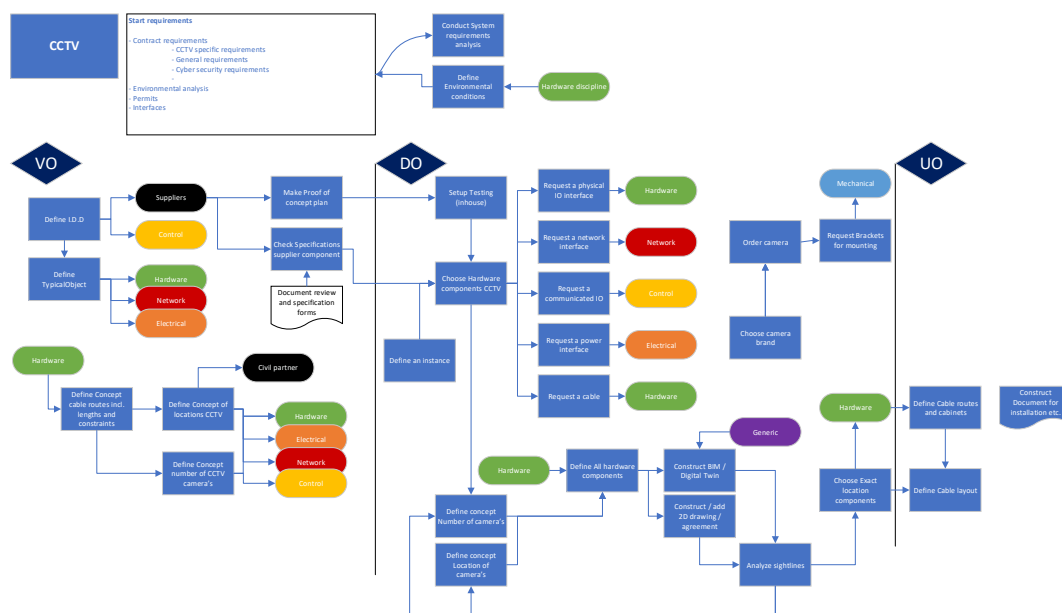 CCTV
Start requirements
- Contract requirements
- CCTV specific requirements
- General requirements
- Cyber security requirements
-
- Environmental analysis
- Permits
- Interfaces
Conduct System
requirements
analysis
Define
Environmental
conditions
Hardware discipline
VO
DO
UO
Define I.D.D
Suppliers
Control
Make Proof of
concept plan
Check Specifications
supplier component
Document review
and specification
forms
Define
TypicalObject
Hardware
Network
Electrical
Setup Testing
(inhouse)
Choose Hardware
components CCTV
Define an instance
Request a physical
IO interface
Hardware
Request a network
interface
Network
Request a
communicated IO
Control
Request a power
interface
Electrical
Request a cable
Hardware
Mechanical
Order camera
Request Brackets
for mounting
Choose camera
brand
Hardware
Civil partner
Define Concept
cable routes incl.
lengths and
constraints
Define Concept of
locations CCTV
Define Concept
number of CCTV
camera's
Hardware
Electrical
Network
Control
Generic
Hardware
Define All hardware
components
Construct BIM /
Digital Twin
Construct / add
2D drawing /
agreement
Define concept
Number of camera's
Define concept
Location of
camera's
Analyze sightlines
Hardware
Choose Exact
location
components
Define Cable routes
and cabinets
Define Cable layout
Construct
Document for
installation etc.